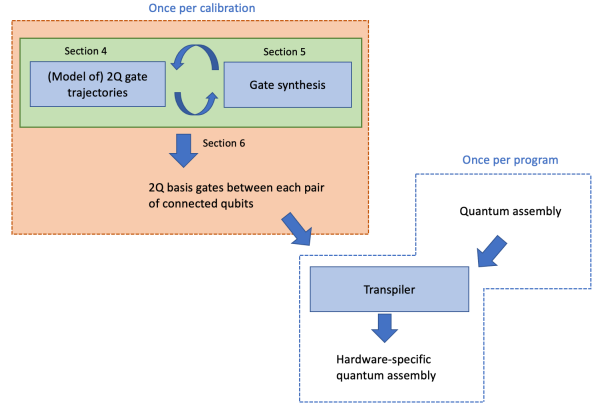 Once per calibration
Section 4
Section 5
(Model of) 2Q gate
trajectories
Gate synthesis
Section 6
2Q basis gates between each pair
of connected qubits
Once per program
Quantum assembly
Transpiler
Hardware-specific
quantum assembly